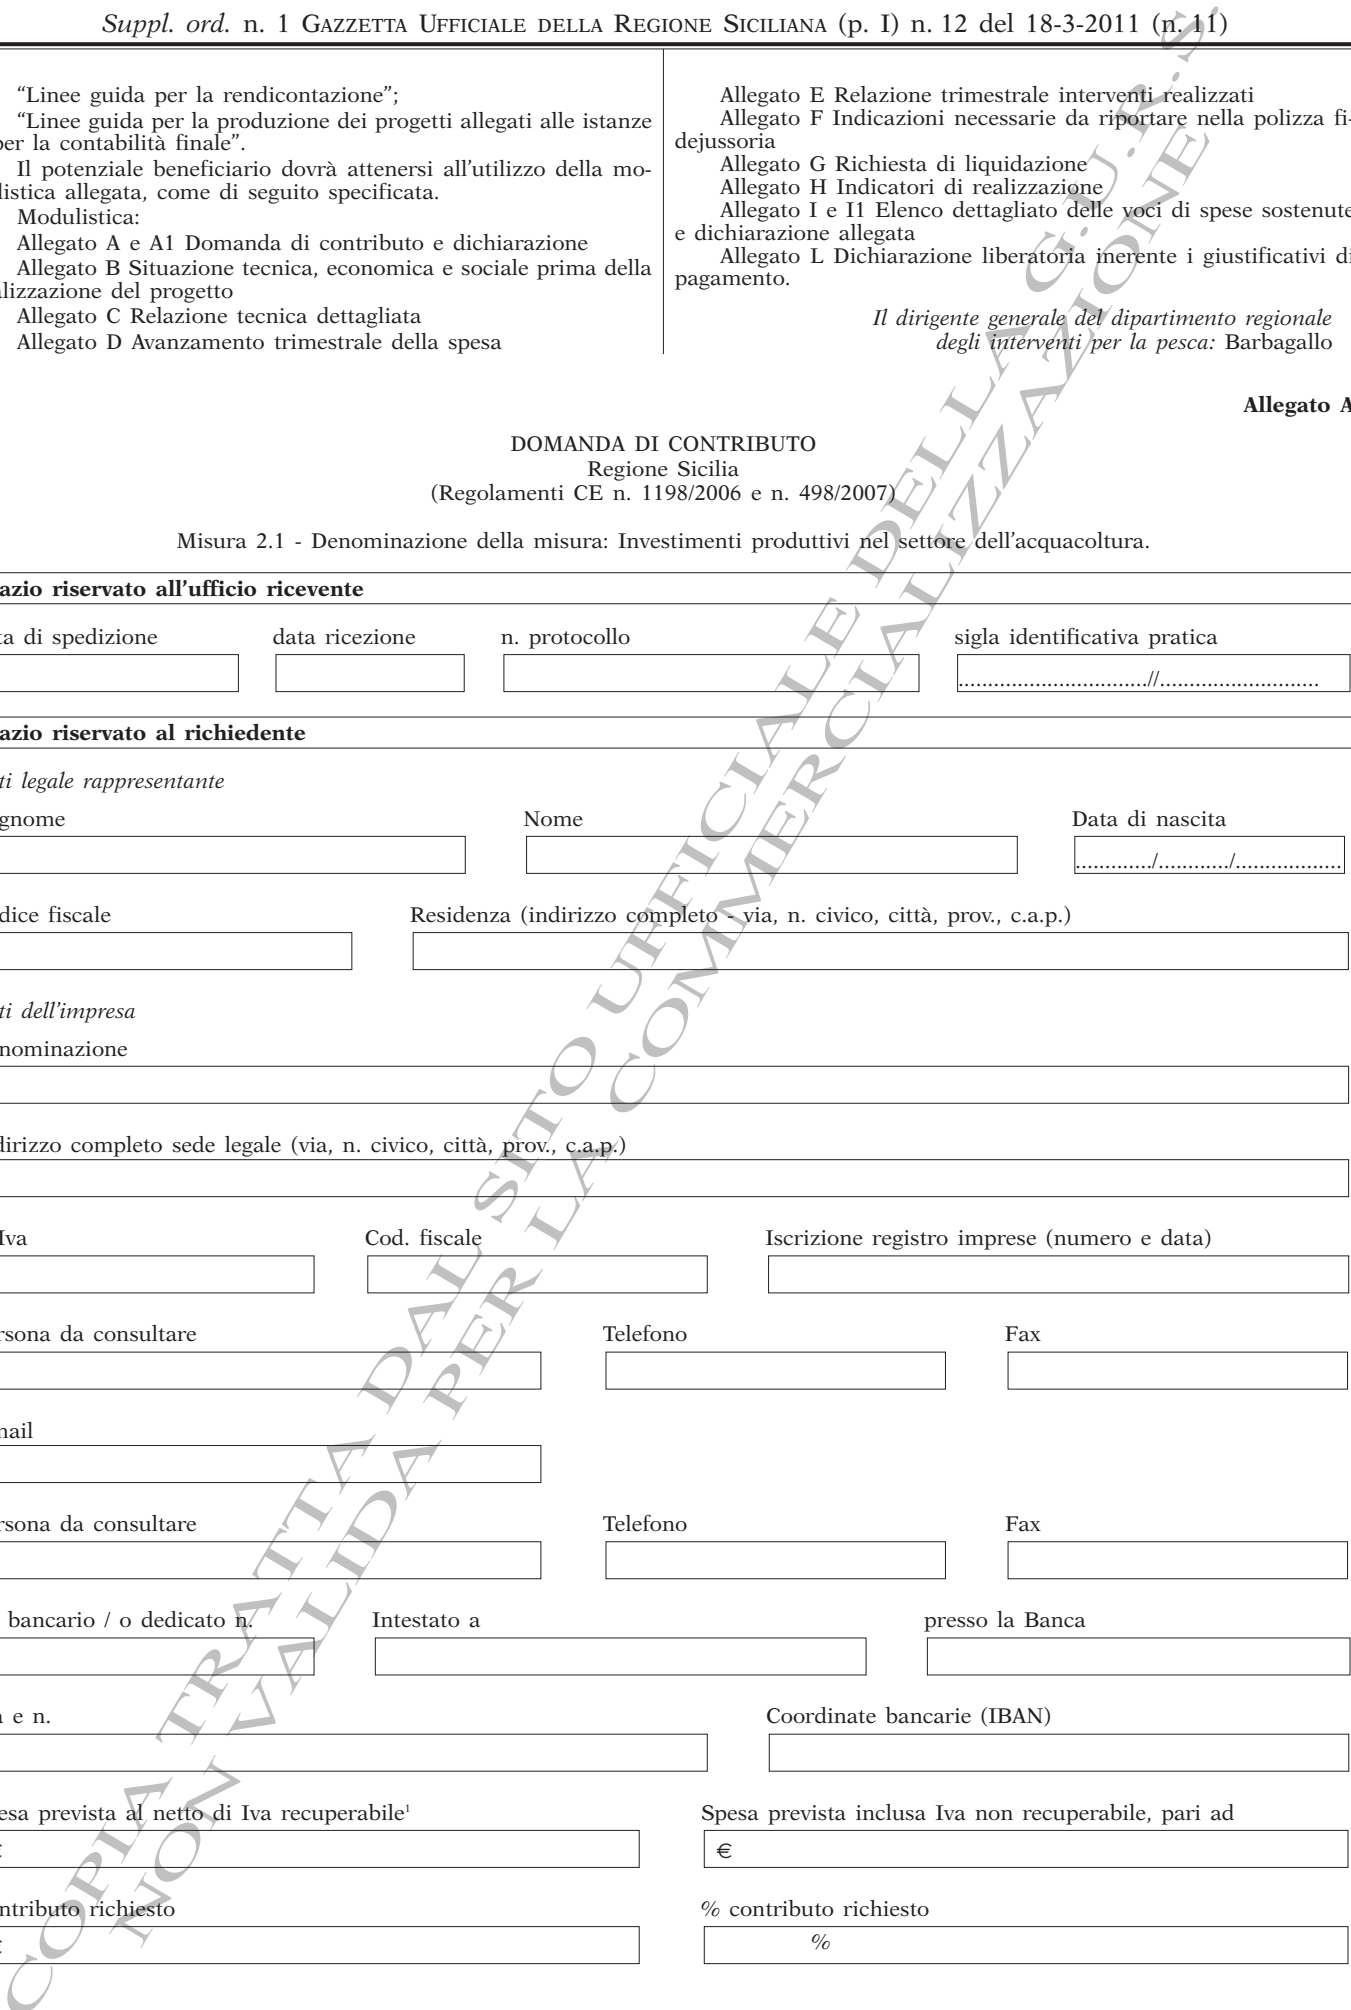 Suppl. ord. n. 1 GAZZETTA UFFICIALE DELLA REGIONE SICILIANA (p. I) n. 12 del 18-3-2011 (n. 11)
“Linee guida per la rendicontazione”;
“Linee guida per la produzione dei progetti allegati alle istanze
per la contabilità finale”.
Il potenziale beneficiario dovrà attenersi all’utilizzo della mo-
listica allegata, come di seguito specificata.
Modulistica:
Allegato A e A1 Domanda di contributo e dichiarazione
Allegato B Situazione tecnica, economica e sociale prima della
alizzazione del progetto
Allegato C Relazione tecnica dettagliata
Allegato D Avanzamento trimestrale della spesa
Allegato E Relazione trimestrale interventi realizzati
Allegato F Indicazioni necessarie da riportare nella polizza fi-
dejussoria
Allegato G Richiesta di liquidazione
Allegato H Indicatori di realizzazione
Allegato I e I1 Elenco dettagliato delle voci di spese sostenute
e dichiarazione allegata
Allegato L Dichiarazione liberatoria inerente i giustificativi di
pagamento.
Il dirigente generale del dipartimento regionale
degli interventi per la pesca: Barbagallo
Allegato A
DOMANDA DI CONTRIBUTO
Regione Sicilia
(Regolamenti CE n. 1198/2006 e n. 498/2007)
Misura 2.1 - Denominazione della misura: Investimenti produttivi nel settore dell’acquacoltura.
azio riservato all’ufficio ricevente
ta di spedizione data ricezione n. protocollo sigla identificativa pratica
................................//...........................
azio riservato al richiedente
ti legale rappresentante
gnome Nome Data di nascita
............./............/..................
dice fiscale Residenza (indirizzo completo - via, n. civico, città, prov., c.a.p.)
ti dell’impresa
nominazione
dirizzo completo sede legale (via, n. civico, città, prov., c.a.p.)
Iva Cod. fiscale Iscrizione registro imprese (numero e data)
rsona da consultare Telefono Fax
nail
rsona da consultare Telefono Fax
bancario / o dedicato n. Intestato a presso la Banca
a e n. Coordinate bancarie (IBAN)
esa prevista al netto di Iva recuperabile¹ Spesa prevista inclusa Iva non recuperabile, pari ad
€ €
ntributo richiesto % contributo richiesto
€ %
COPIA TRATTA DAL SITO UFFICIALE DELLA G.U.R.S.
NON VALIDA PER LA COMMERCIALIZZAZIONE